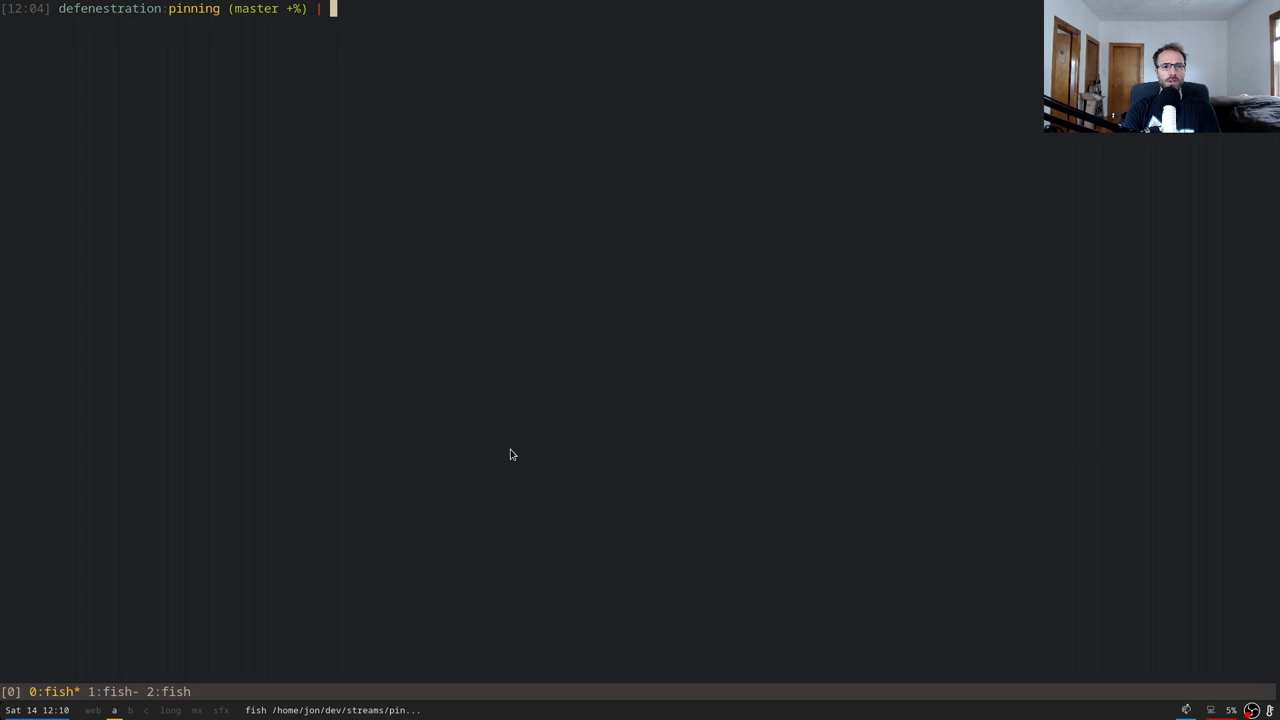 [12:04] defenestration:pinning (master +%) |
[0] 0:fish* 1:fish- 2:fish
Sat 14 12:10 web a b c long mx sfx fish /home/jon/dev/streams/pin... 5%